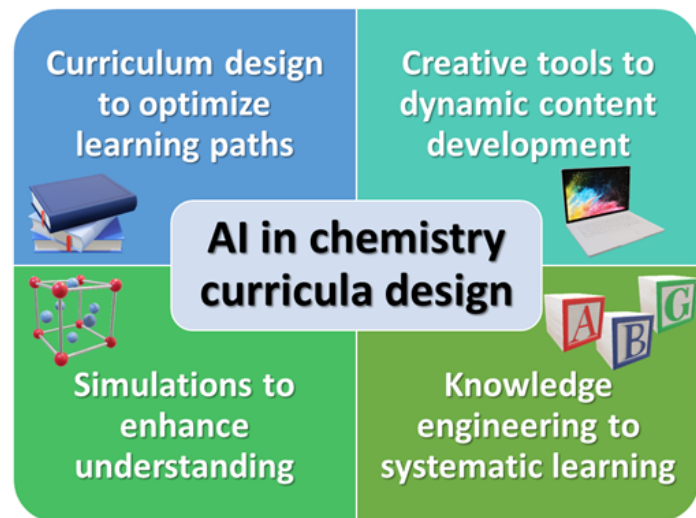 Curriculum design
to optimize
learning paths
Creative tools to
dynamic content
development
AI in chemistry
curricula design
A
B
G
Simulations to
enhance
understanding
Knowledge
engineering to
systematic learning